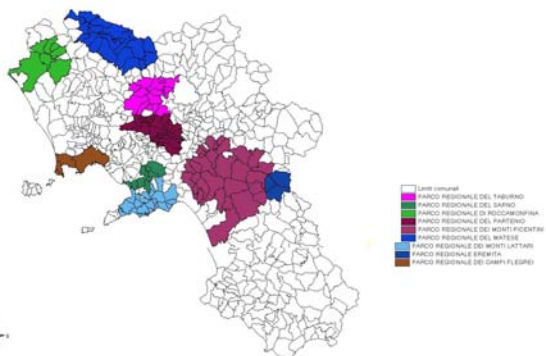 Limiti comunali
PARCO REGIONALE DEL TABURNO
PARCO REGIONALE DEL SARNO
PARCO REGIONALE DI ROCCAMONFINA
PARCO REGIONALE DEL PARTENIO
PARCO REGIONALE DEI MONTI PICENTINI
PARCO REGIONALE DEL MATESE
PARCO REGIONALE DEI MONTI LATTARI
PARCO REGIONALE EREMITA
PARCO REGIONALE DEI CAMPI FLEGREI